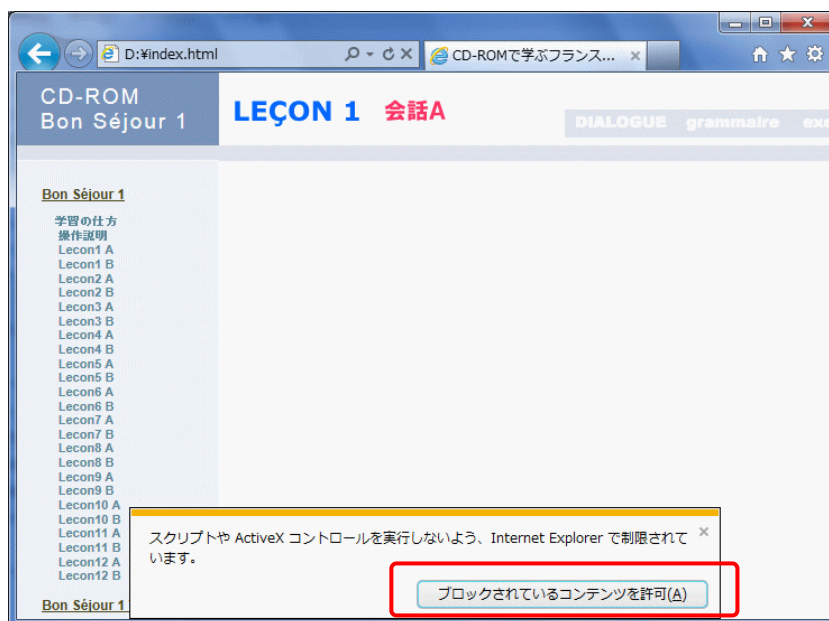 D:¥index.html
CD-ROMで学ぶフランス...
CD-ROM
Bon Séjour 1
LEÇON 1 会話A
DIALOGUE grammaire exe
Bon Séjour 1
学習の仕方
操作説明
Lecon1 A
Lecon1 B
Lecon2 A
Lecon2 B
Lecon3 A
Lecon3 B
Lecon4 A
Lecon4 B
Lecon5 A
Lecon5 B
Lecon6 A
Lecon6 B
Lecon7 A
Lecon7 B
Lecon8 A
Lecon8 B
Lecon9 A
Lecon9 B
Lecon10 A
Lecon10 B
Lecon11 A
Lecon11 B
Lecon12 A
Lecon12 B
Bon Séjour 1
スクリプトや ActiveX コントロールを実行しないよう、Internet Explorer で制限されて
います。
ブロックされているコンテンツを許可(A)